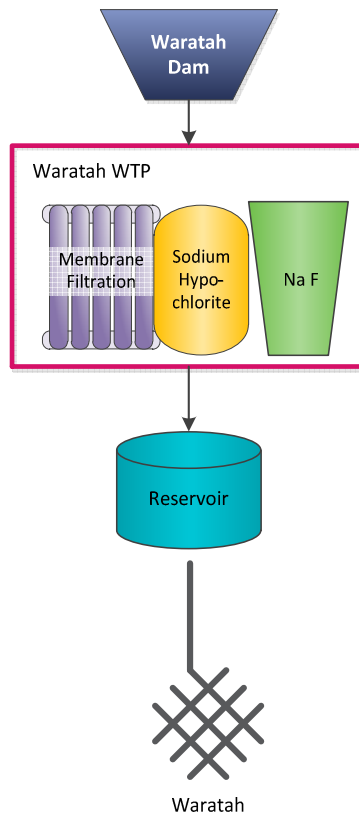 Waratah
Dam
Waratah WTP
Membrane
Filtration
Sodium
Hypo-
chlorite
Na F
Reservoir
Waratah